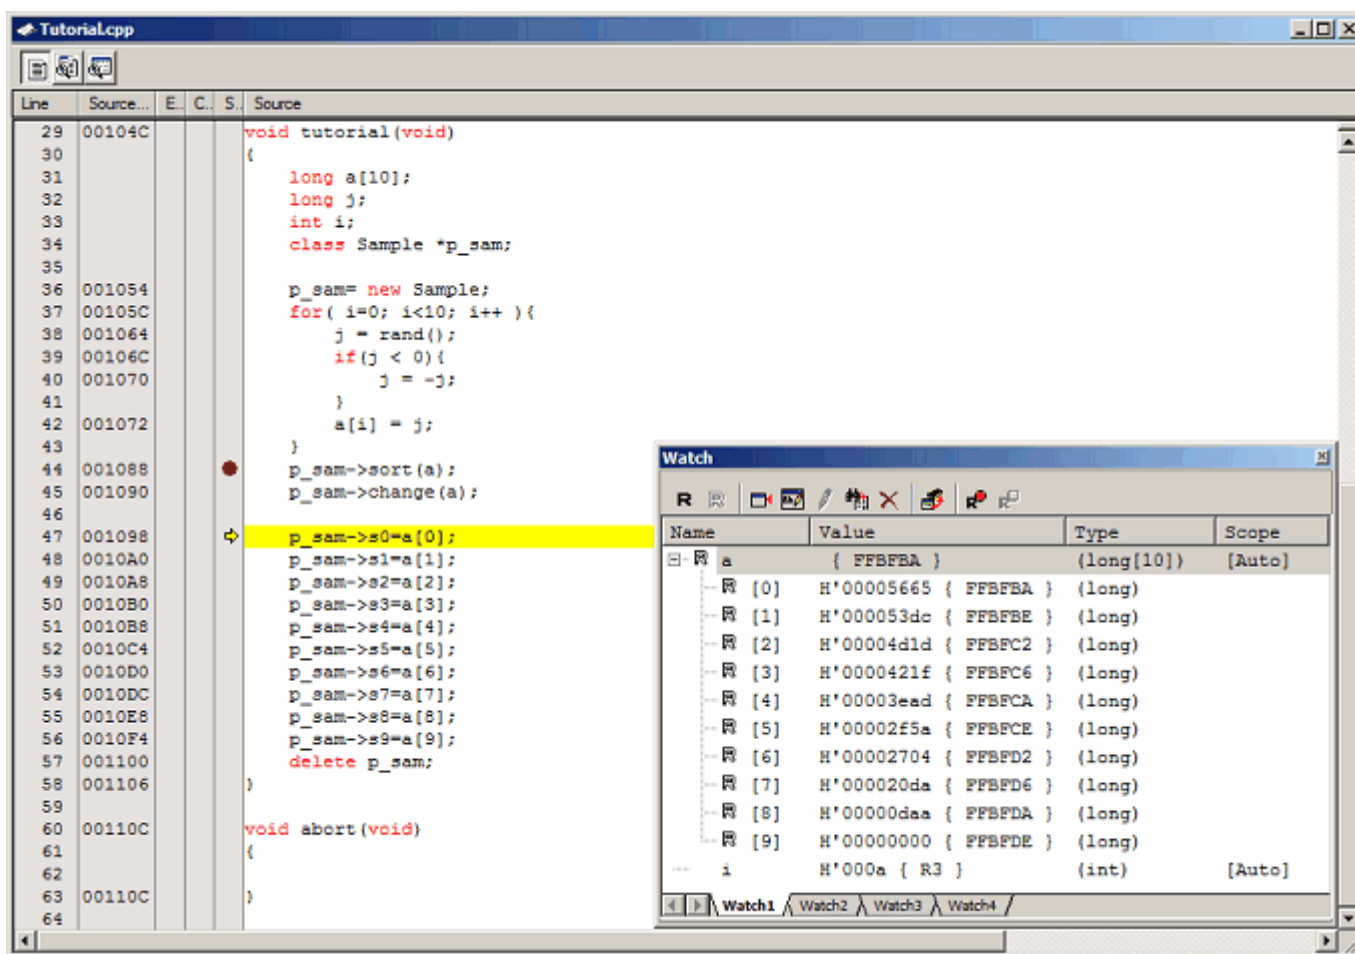 Tutorial.cpp
Line Source... E.. C.. S.. Source
29 00104C void tutorial(void)
30 {
31 long a[10];
32 long j;
33 int i;
34 class Sample *p_sam;
35
36 001054 p_sam= new Sample;
37 00105C for( i=0; i<10; i++ ){
38 001064 j = rand();
39 00106C if(j < 0){
40 001070 j = -j;
41 }
42 001072 a[i] = j;
43 }
44 001088 p_sam->sort(a);
45 001090 p_sam->change(a);
46
47 001098 p_sam->s0=a[0];
48 0010A0 p_sam->s1=a[1];
49 0010A8 p_sam->s2=a[2];
50 0010B0 p_sam->s3=a[3];
51 0010B8 p_sam->s4=a[4];
52 0010C4 p_sam->s5=a[5];
53 0010D0 p_sam->s6=a[6];
54 0010DC p_sam->s7=a[7];
55 0010E8 p_sam->s8=a[8];
56 0010F4 p_sam->s9=a[9];
57 001100 delete p_sam;
58 001106 }
59
60 00110C void abort(void)
61 {
62
63 00110C }
64
Watch
R R R R
Name Value Type Scope
R a { FFBFBA } (long[10]) [Auto]
R [0] H'00005665 { FFBFBA } (long)
R [1] H'000053dc { FFBFBE } (long)
R [2] H'00004d1d { FFBFC2 } (long)
R [3] H'0000421f { FFBFC6 } (long)
R [4] H'00003ead { FFBFCA } (long)
R [5] H'00002f5a { FFBFCE } (long)
R [6] H'00002704 { FFBFD2 } (long)
R [7] H'000020da { FFBFD6 } (long)
R [8] H'00000daa { FFBFDA } (long)
R [9] H'00000000 { FFBFDE } (long)
i H'000a { R3 } (int) [Auto]
Watch1 Watch2 Watch3 Watch4